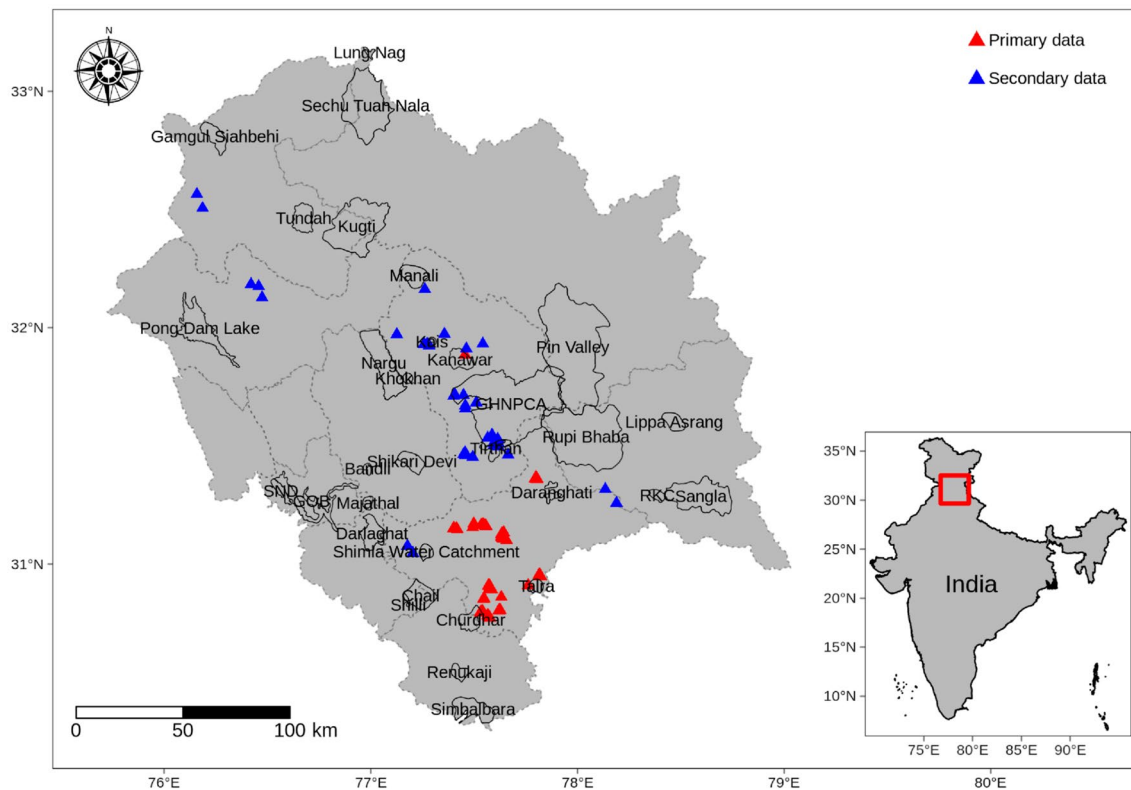 N
Primary data
Secondary data
Lung Nag
Sechu Tuan Nala
Gamgul Siahbehi
Tundah
Kugti
Manali
Pong Dam Lake
Kais
Kanawar
Pin Valley
Nargu
Khokhan
GHNPCA
Lippa Asrang
Rupi Bhaba
Tirthan
Shikari Devi
Bandli
SND
GOB
Majathal
Daranghati
RKC
Sangla
Darlaghat
Shimla Water Catchment
Talra
Chail
Shilli
Churdhar
Renukaji
Simbalbara
33°N
32°N
31°N
0
50
100 km
76°E
77°E
78°E
79°E
80°E
35°N
30°N
25°N
20°N
15°N
10°N
India
75°E
80°E
85°E
90°E